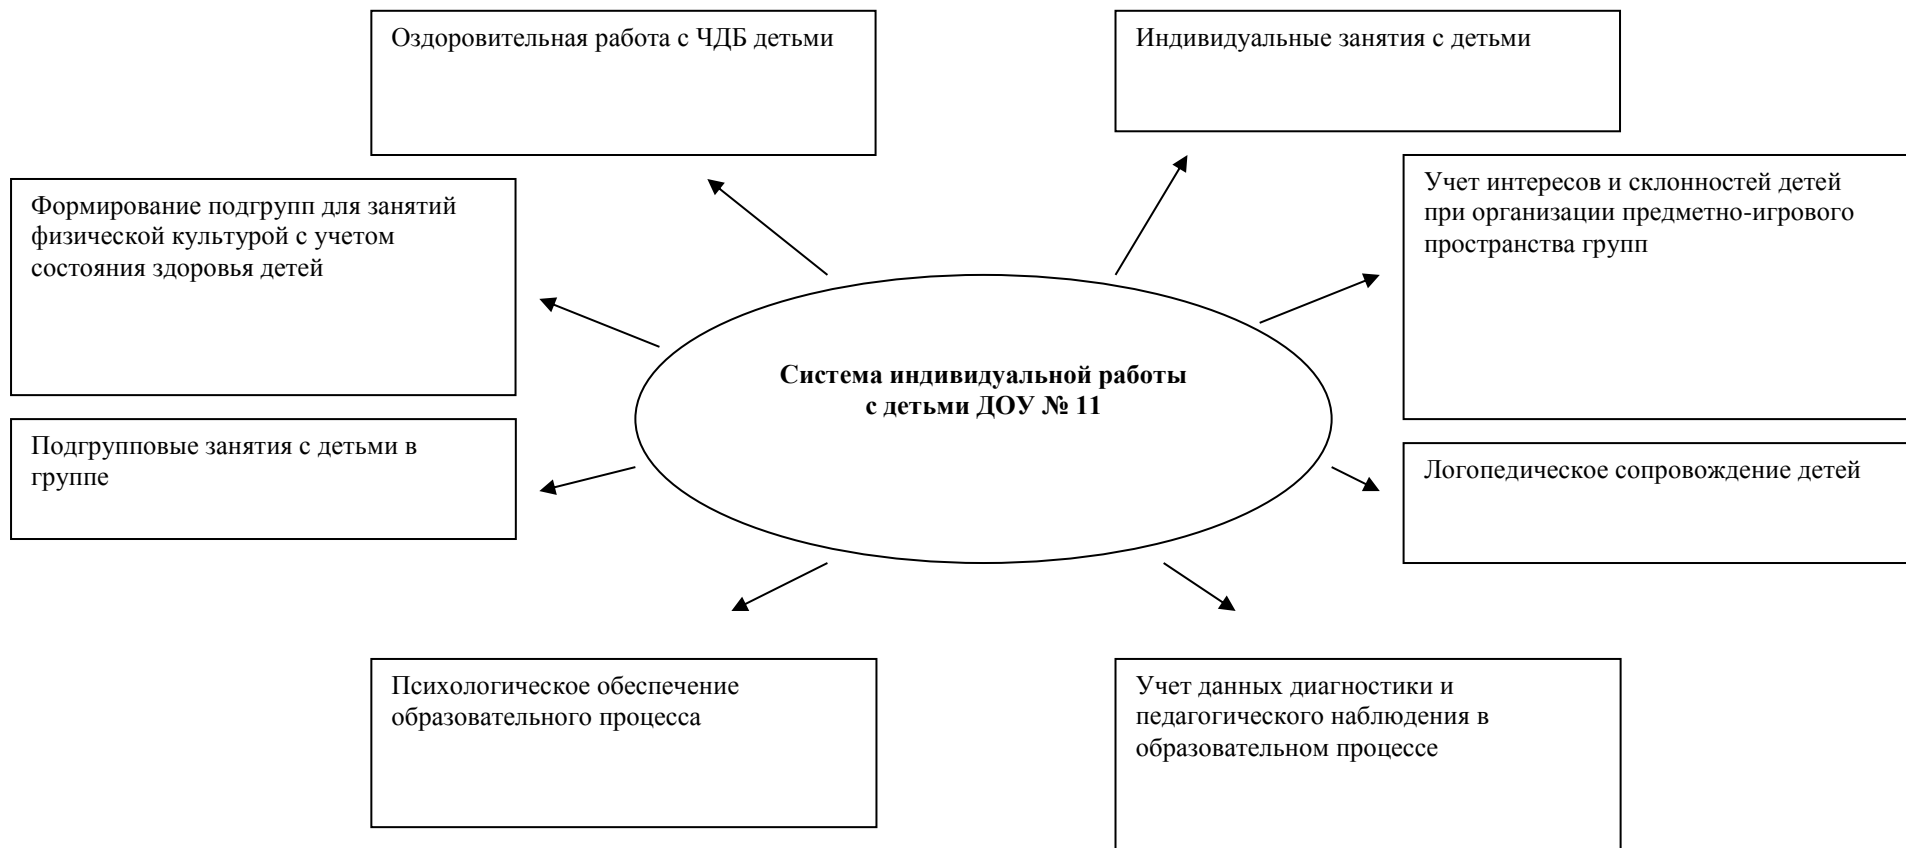 Оздоровительная работа с ЧДБ детьми
Индивидуальные занятия с детьми
Формирование подгрупп для занятий
физической культурой с учетом
состояния здоровья детей
Учет интересов и склонностей детей
при организации предметно-игрового
пространства групп
Система индивидуальной работы
с детьми ДОУ № 11
Подгрупповые занятия с детьми в
группе
Логопедическое сопровождение детей
Психологическое обеспечение
образовательного процесса
Учет данных диагностики и
педагогического наблюдения в
образовательном процессе